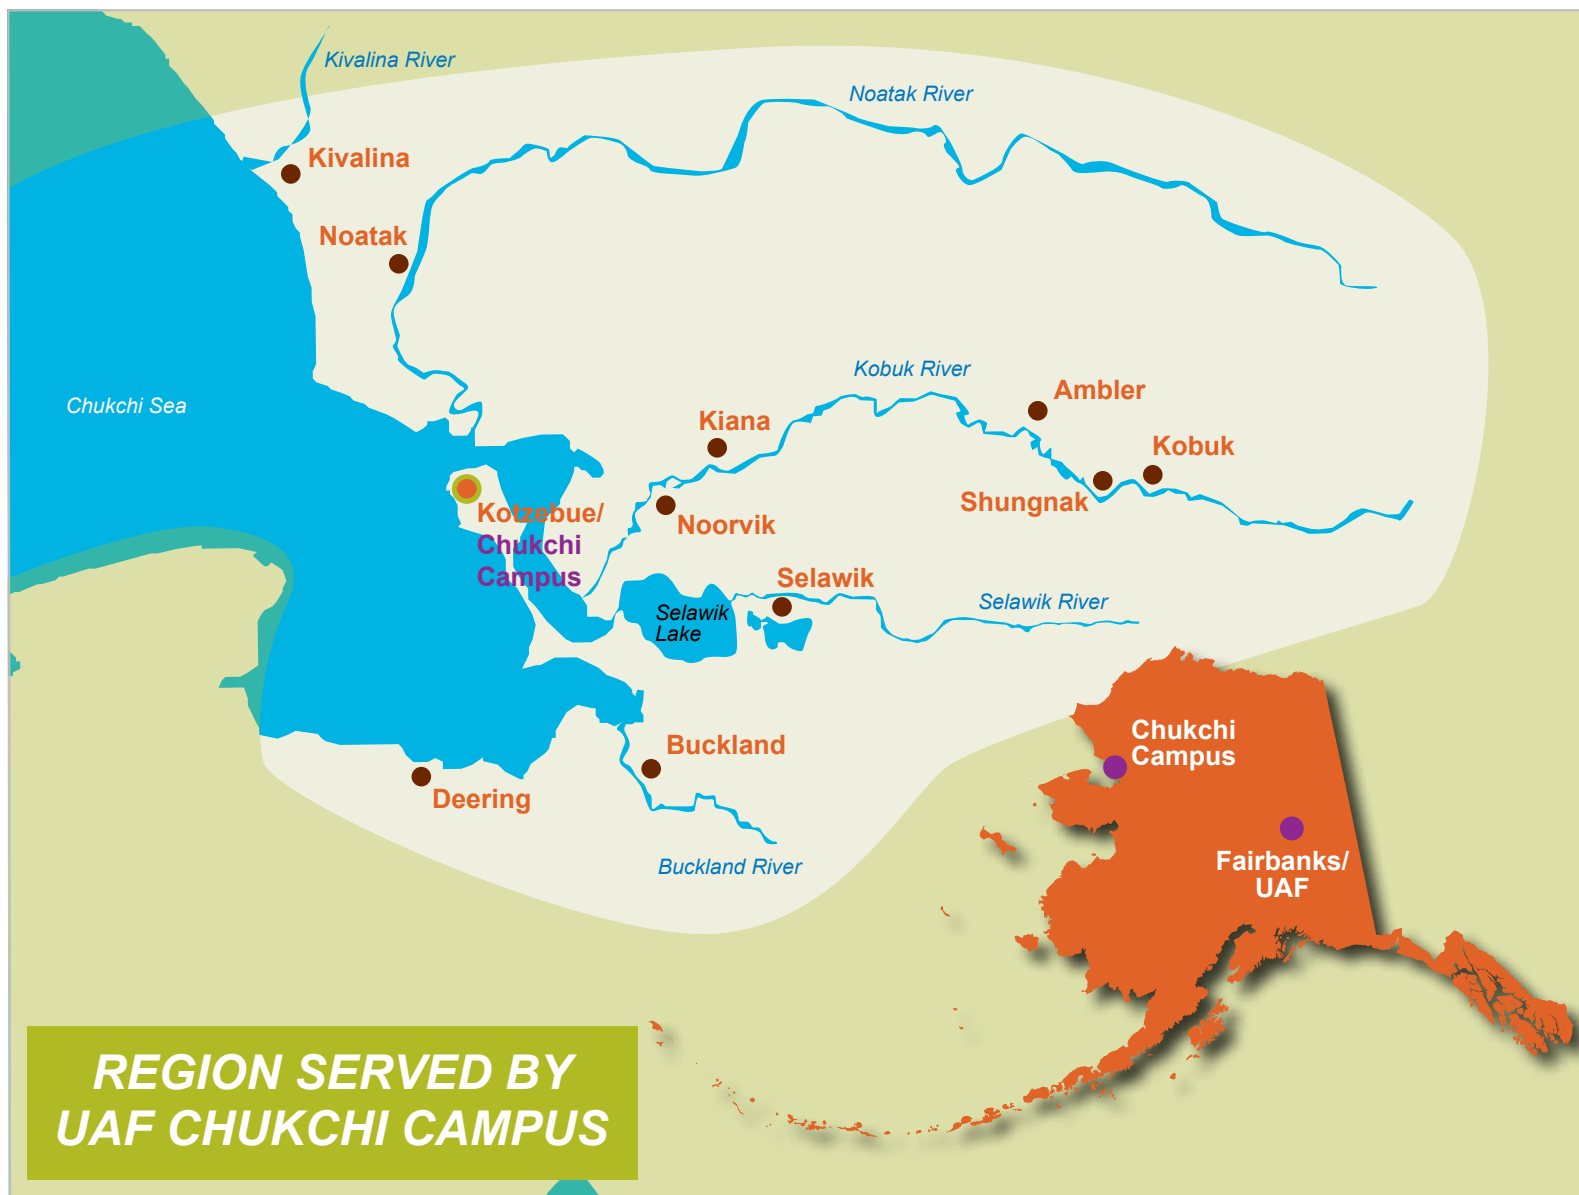 Kivalina River
Noatak River
Kivalina
Noatak
Kobuk River
Ambler
Chukchi Sea
Kiana
Kobuk
Shungnak
Kotzebue/
Chukchi
Campus
Noorvik
Selawik
Selawik River
Selawik
Lake
Chukchi
Campus
Buckland
Deering
Buckland River
Fairbanks/
UAF
REGION SERVED BY
UAF CHUKCHI CAMPUS